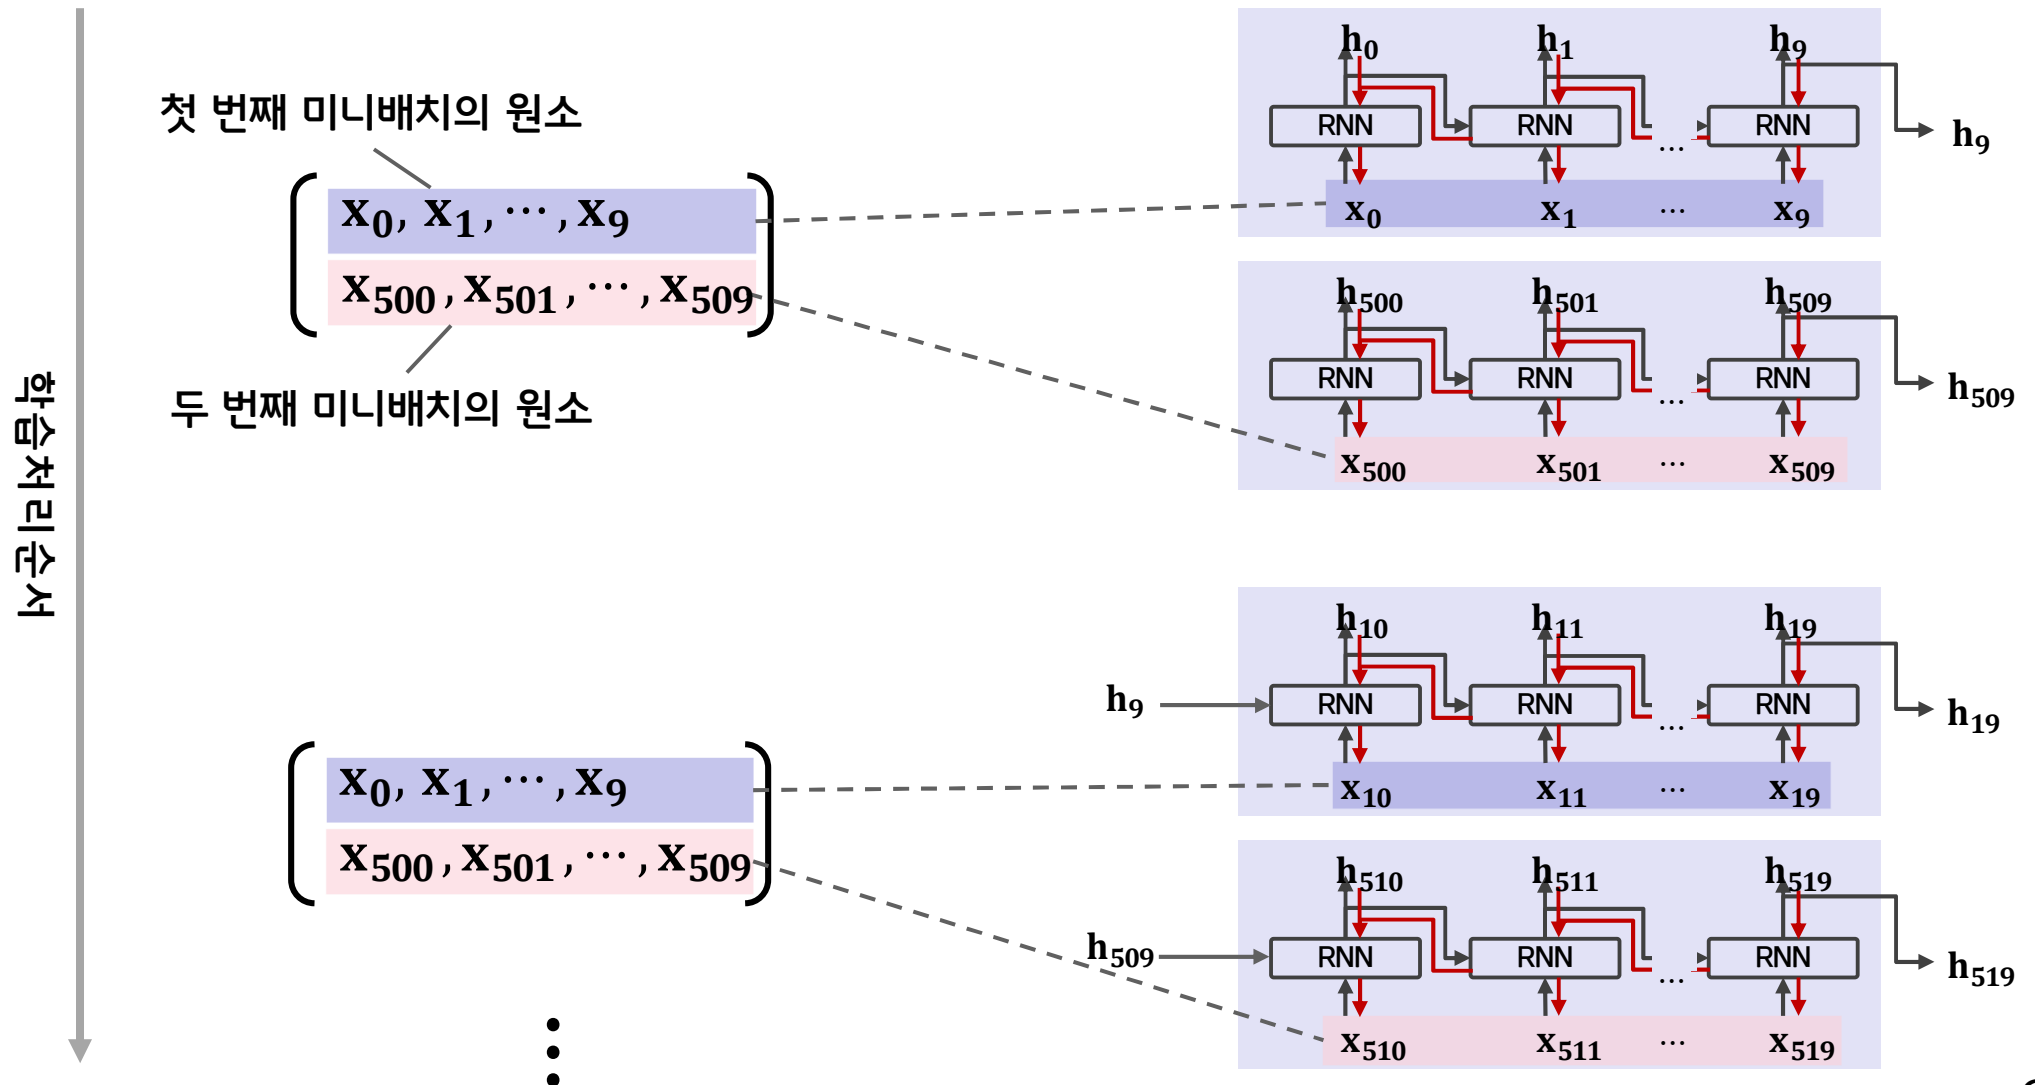 학습 처리 순서
첫 번째 미니배치의 원소
x0, x1, ⋯, x9
x500, x501, ⋯, x509
두 번째 미니배치의 원소
h0 h1 h9
RNN RNN ... RNN h9
x0 x1 ... x9
h500 h501 h509
RNN RNN ... RNN h509
x500 x501 ... x509
x0, x1, ⋯, x9
x500, x501, ⋯, x509
h10 h11 h19
h9 RNN RNN ... RNN h19
x10 x11 ... x19
h510 h511 h519
h509 RNN RNN ... RNN h519
x510 x511 ... x519